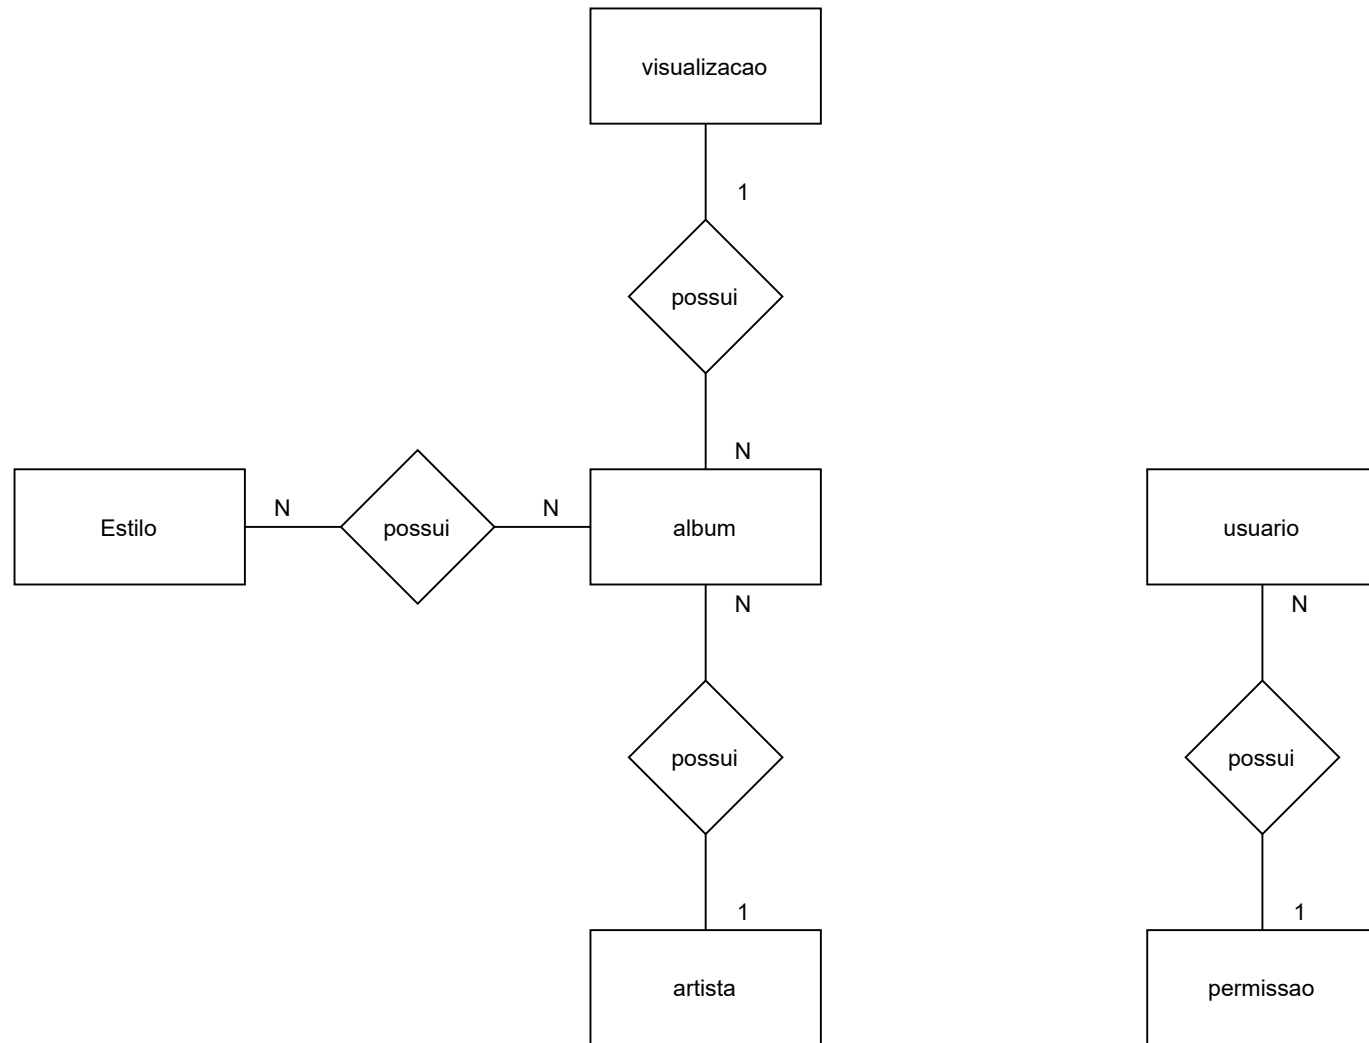 visualizacao
1
possui
N
Estilo
N
possui
N
album
usuario
N
N
possui
possui
1
1
artista
permissao